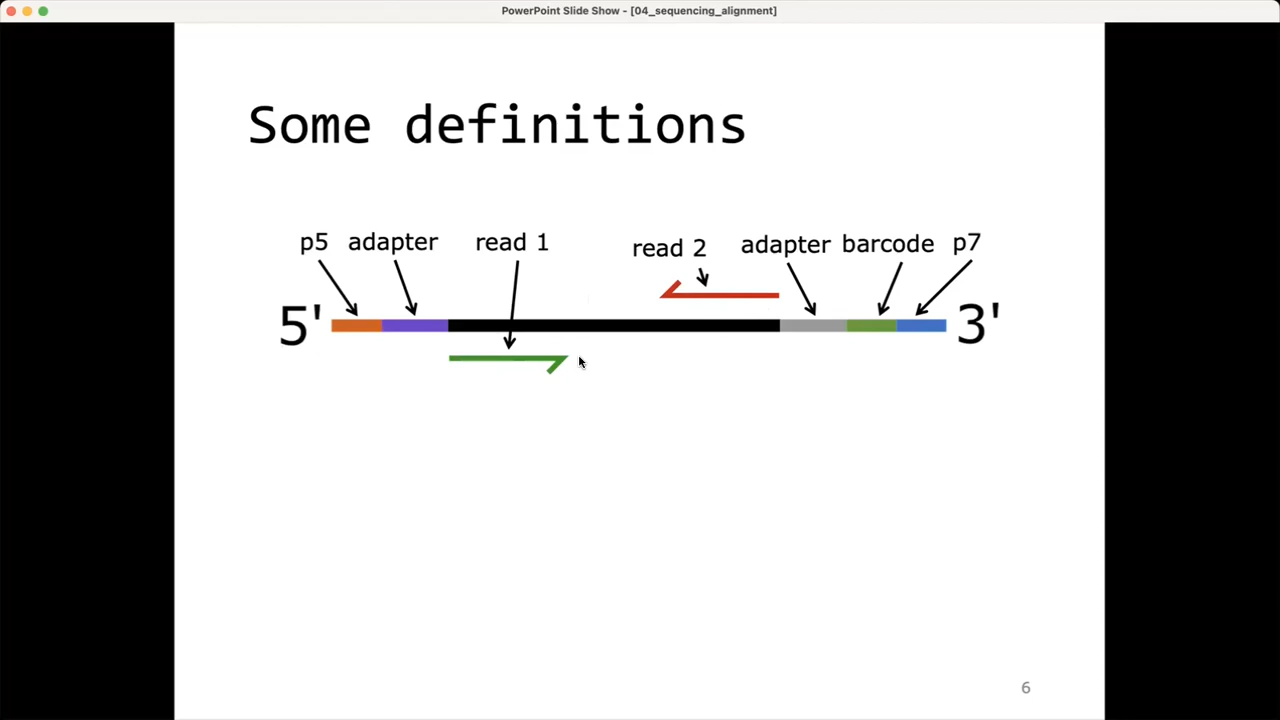 PowerPoint Slide Show - [04_sequencing_alignment]
Some definitions
p5 adapter read 1 read 2 adapter barcode p7
5' 3'
6